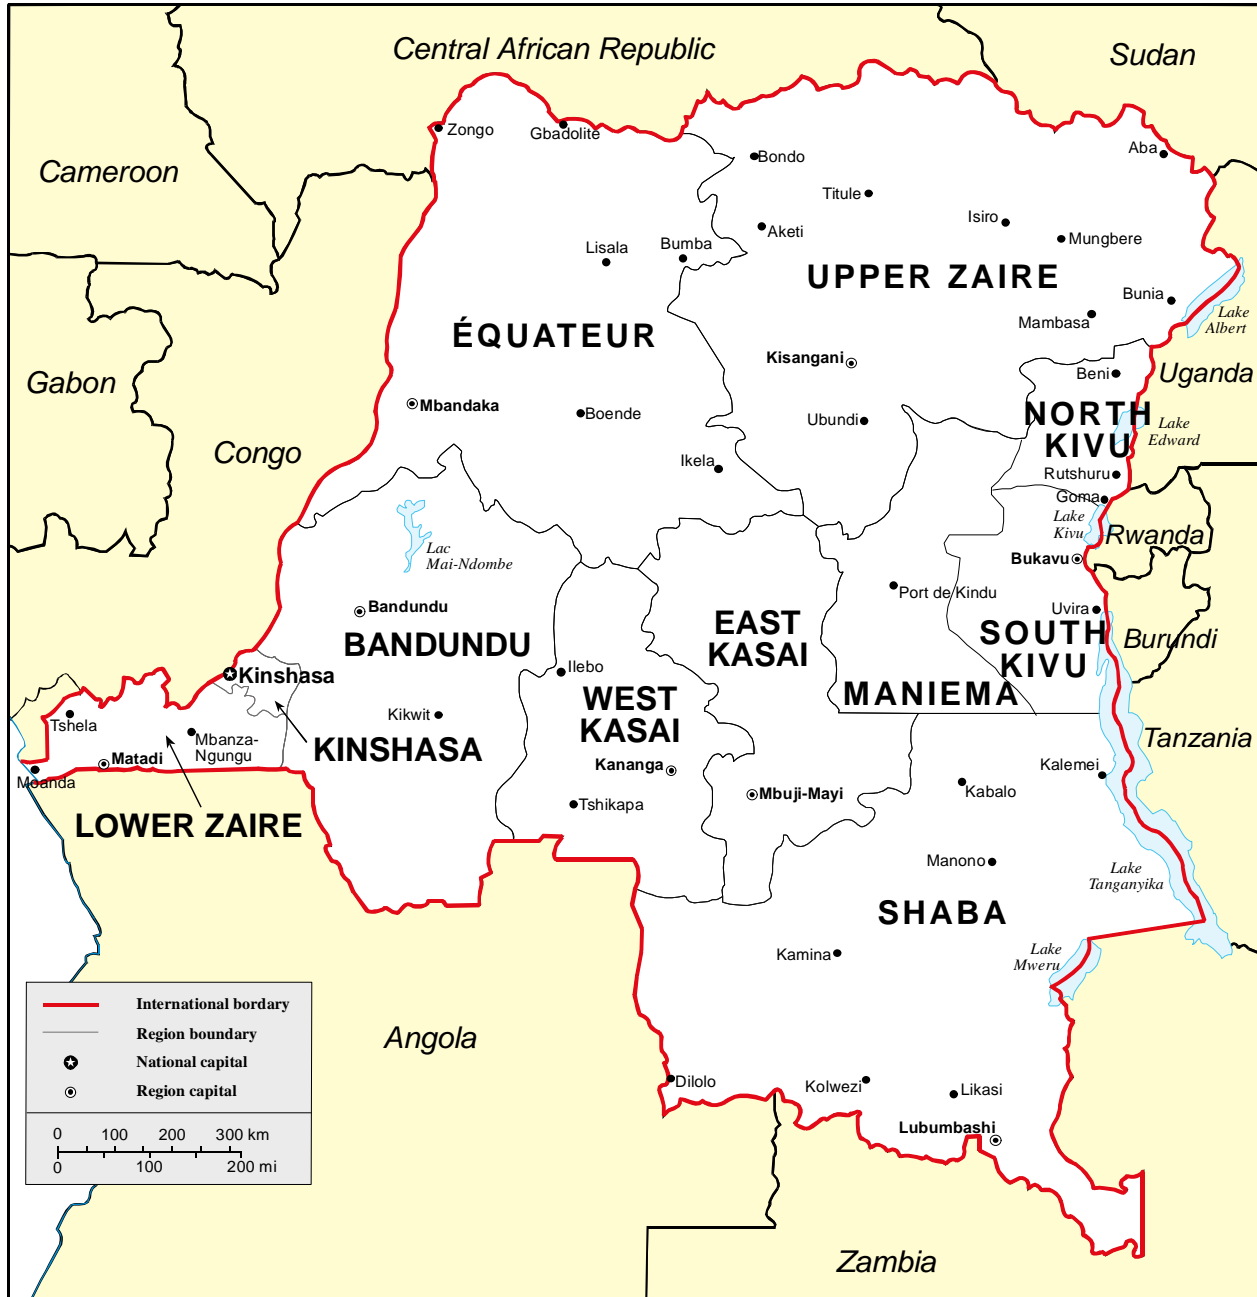 Central African Republic
Sudan
Zongo
Gbadolite
Aba
Bondo
Cameroon
Titule
Isiro
Aketi
Mungbere
Lisala
Bumba
UPPER ZAIRE
Bunia
Lake
Albert
Mambasa
ÉQUATEUR
Kisangani
Gabon
Beni
Uganda
Mbandaka
Boende
Ubundi
NORTH
KIVU
Lake
Edward
Congo
Ikela
Rutshuru
Goma
Lake
Kivu
Rwanda
Lac
Mai-Ndombe
Bukavu
Port de Kindu
Bandundu
Uvira
BANDUNDU
EAST
KASAI
SOUTH
KIVU
Burundi
Kinshasa
Ilebo
WEST
KASAI
MANIEMA
Tshela
Kikwit
Mbanza-
Ngungu
KINSHASA
Tanzania
Matadi
Moanda
Kananga
Kalemei
Kabalo
Mbuji-Mayi
Tshikapa
LOWER ZAIRE
Manono
Lake
Tanganyika
SHABA
Kamina
Lake
Mweru
International bordary
Region boundary
National capital
Region capital
0 100 200 300 km
0 100 200 mi
Angola
Dilolo
Kolwezi
Likasi
Lubumbashi
Zambia